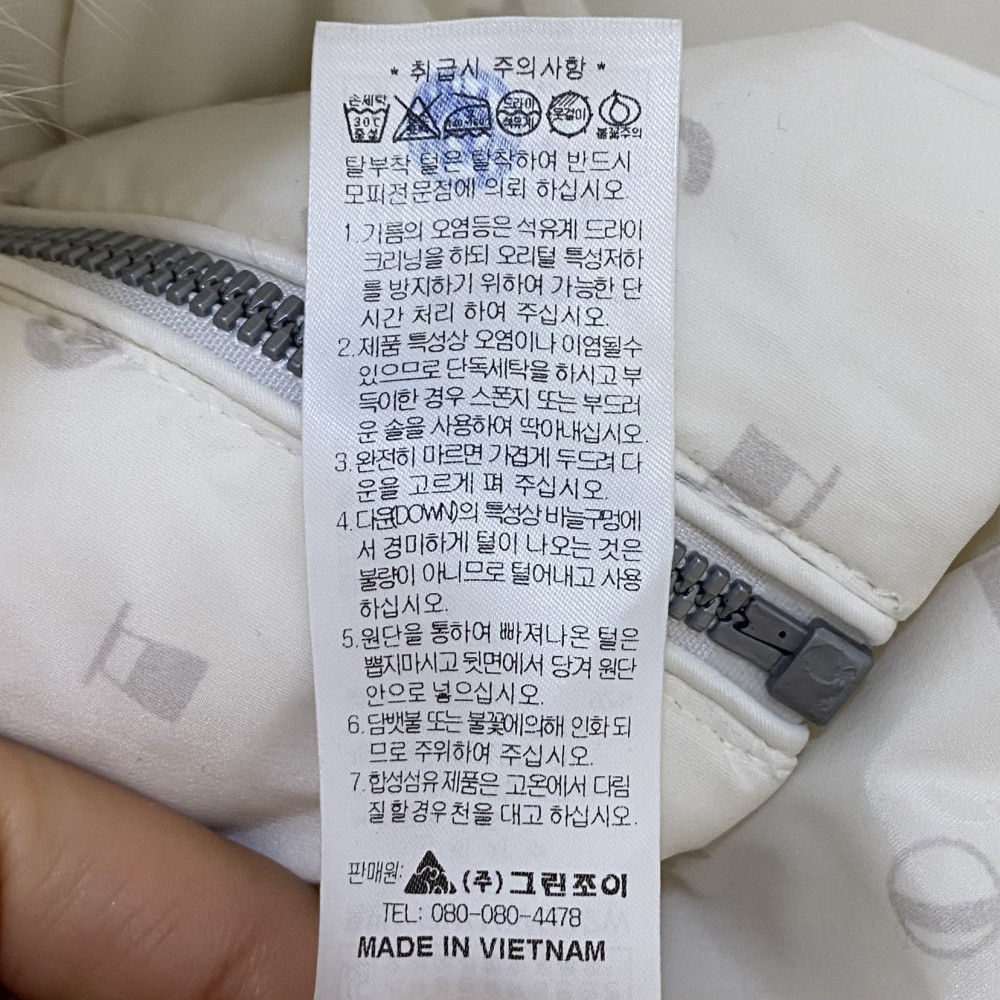 * 취급시 주의사항 *
손세탁 30℃ 중성 드라이 석유계 옷걸이 불꽃주의
탈부착 털은 탈착하여 반드시
모피전문점에 의뢰 하십시오
1.기름의 오염등은 석유계 드라이
크리닝을 하되 오리털 특성저하
를 방지하기 위하여 가능한 단
시간 처리 하여 주십시오.
2.제품 특성상 오염이나 이염될수
있으므로 단독세탁을 하시고 부
득이한 경우 스폰지 또는 부드러
운 솔을 사용하여 딱아내십시오.
3.완전히 마르면 가겹게 두드려 다
운을 고르게 펴 주십시오.
4.다운(DOWN)의 특성상 바늘구멍에
서 경미하게 털이 나오는 것은
불량이 아니므로 털어내고 사용
하십시오.
5.원단을 통하여 빠져나온 털은
뽑지마시고 뒷면에서 당겨 원단
안으로 넣으십시오.
6.담뱃불 또는 불꽃에의해 인화 되
므로 주위하여 주십시오.
7.합성섬유제품은 고온에서 다림
질 할경우 천을 대고 하십시오.
판매원: (주)그린조이
TEL: 080-080-4478
MADE IN VIETNAM